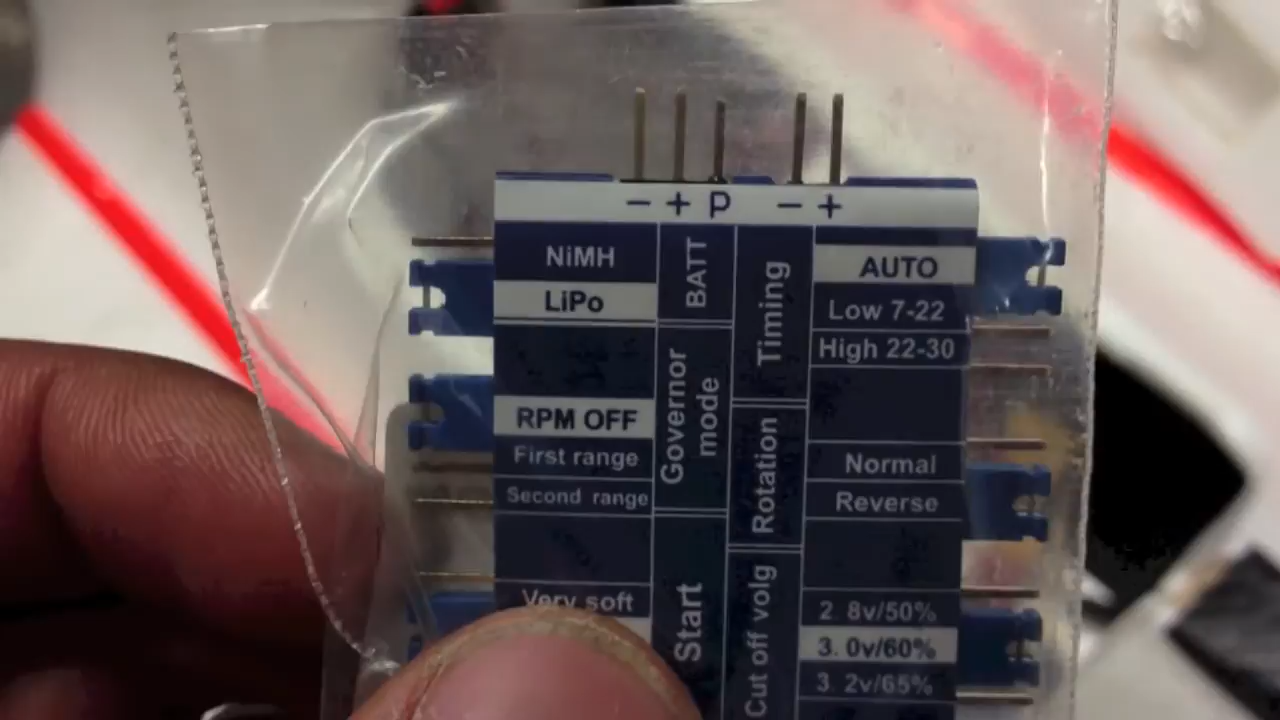 − + P − +
NiMH
LiPo
BATT
RPM OFF
First range
Second range
Governor
mode
Very soft
Start
Timing
AUTO
Low 7-22
High 22-30
Rotation
Normal
Reverse
Cut off volg
2. 8v/50%
3. 0v/60%
3. 2v/65%